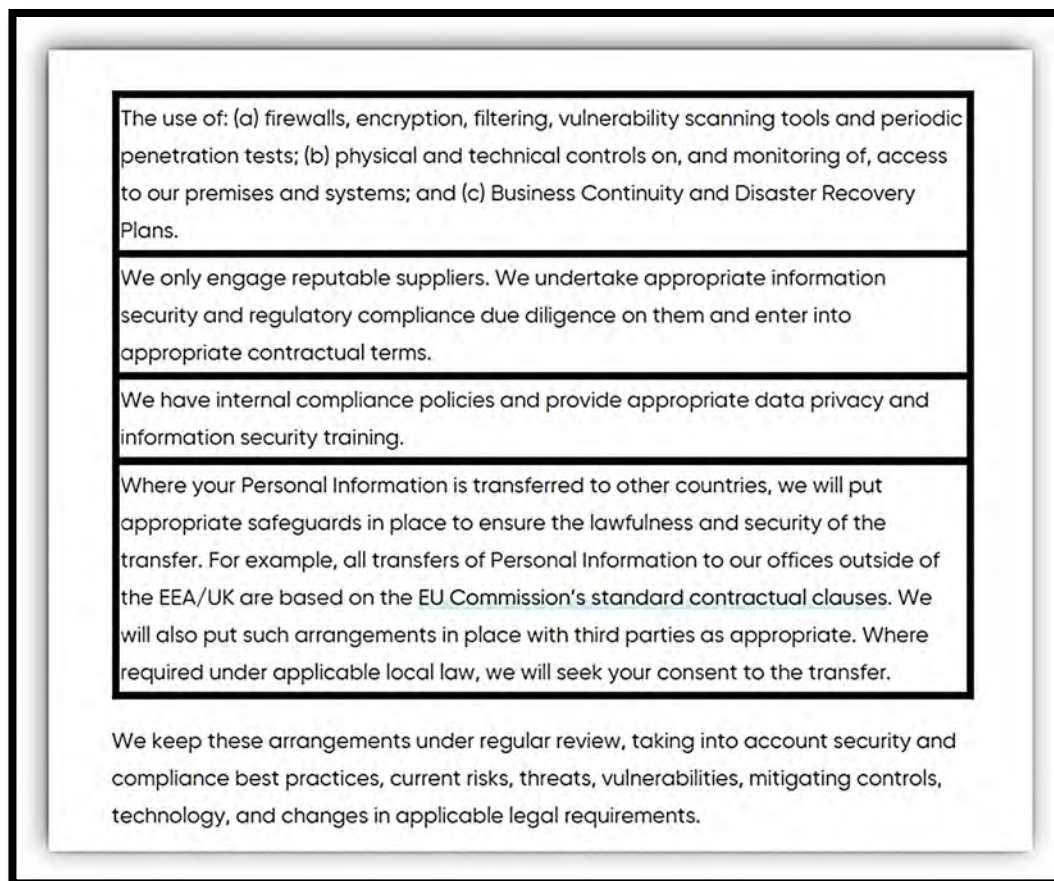 The use of: (a) firewalls, encryption, filtering, vulnerability scanning tools and periodic
penetration tests; (b) physical and technical controls on, and monitoring of, access
to our premises and systems; and (c) Business Continuity and Disaster Recovery
Plans.
We only engage reputable suppliers. We undertake appropriate information
security and regulatory compliance due diligence on them and enter into
appropriate contractual terms.
We have internal compliance policies and provide appropriate data privacy and
information security training.
Where your Personal Information is transferred to other countries, we will put
appropriate safeguards in place to ensure the lawfulness and security of the
transfer. For example, all transfers of Personal Information to our offices outside of
the EEA/UK are based on the EU Commission's standard contractual clauses. We
will also put such arrangements in place with third parties as appropriate. Where
required under applicable local law, we will seek your consent to the transfer.
We keep these arrangements under regular review, taking into account security and
compliance best practices, current risks, threats, vulnerabilities, mitigating controls,
technology, and changes in applicable legal requirements.